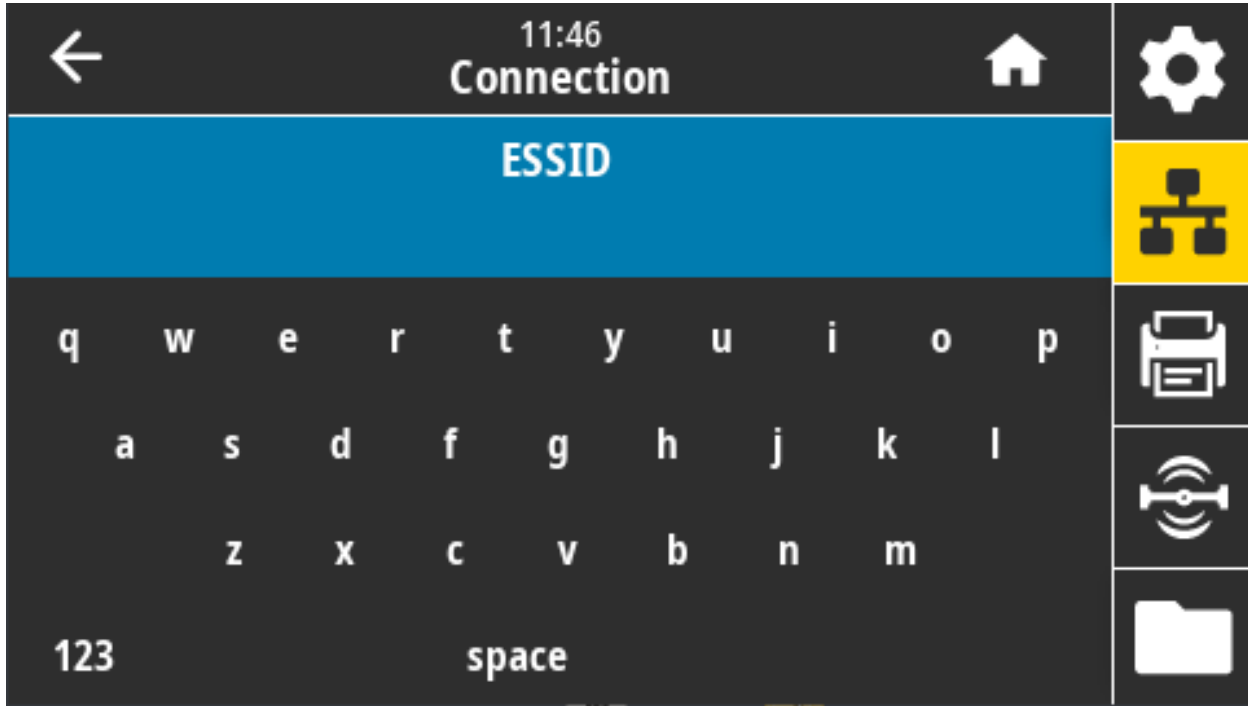 11:46
Connection
ESSID
q w e r t y u i o p
a s d f g h j k l
z x c v b n m
123 space